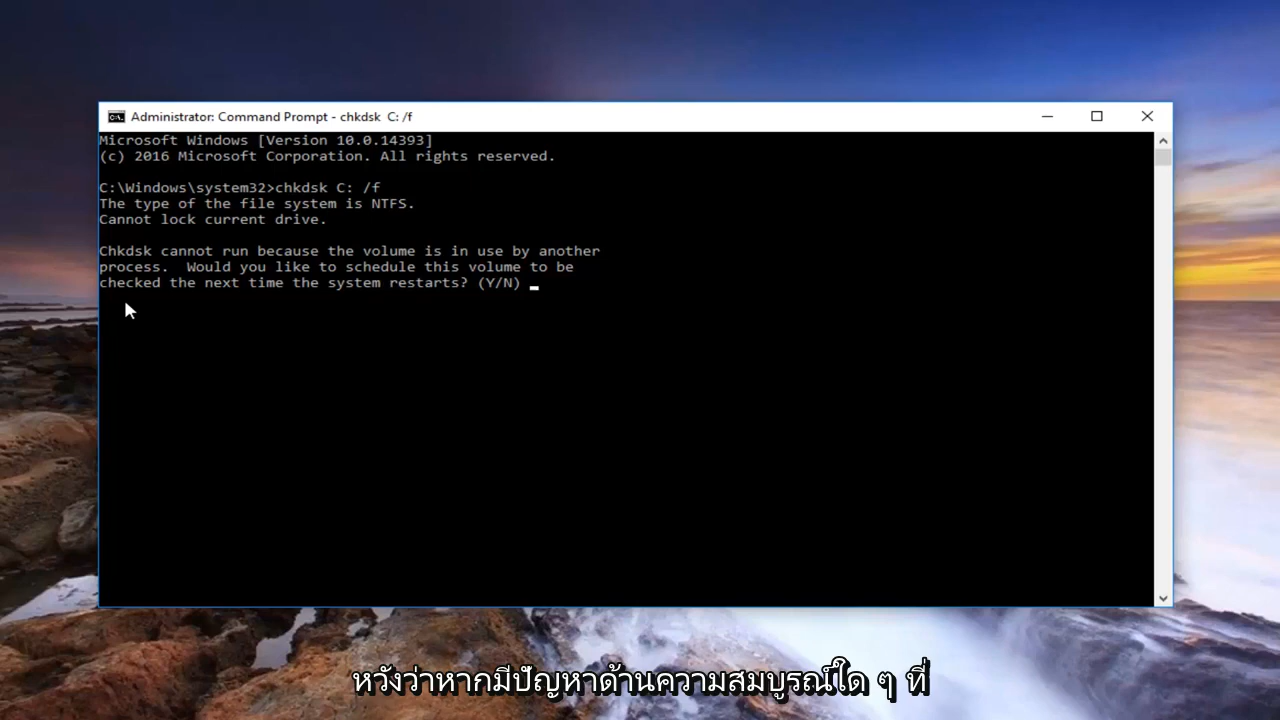 Administrator: Command Prompt - chkdsk  C: /f
Microsoft Windows [Version 10.0.14393]
(c) 2016 Microsoft Corporation. All rights reserved.
C:\Windows\system32>chkdsk C: /f
The type of the file system is NTFS.
Cannot lock current drive.
Chkdsk cannot run because the volume is in use by another
process.  Would you like to schedule this volume to be
checked the next time the system restarts? (Y/N)
หวังว่าหากมีปัญหาด้านความสมบูรณ์ใด ๆ ที่